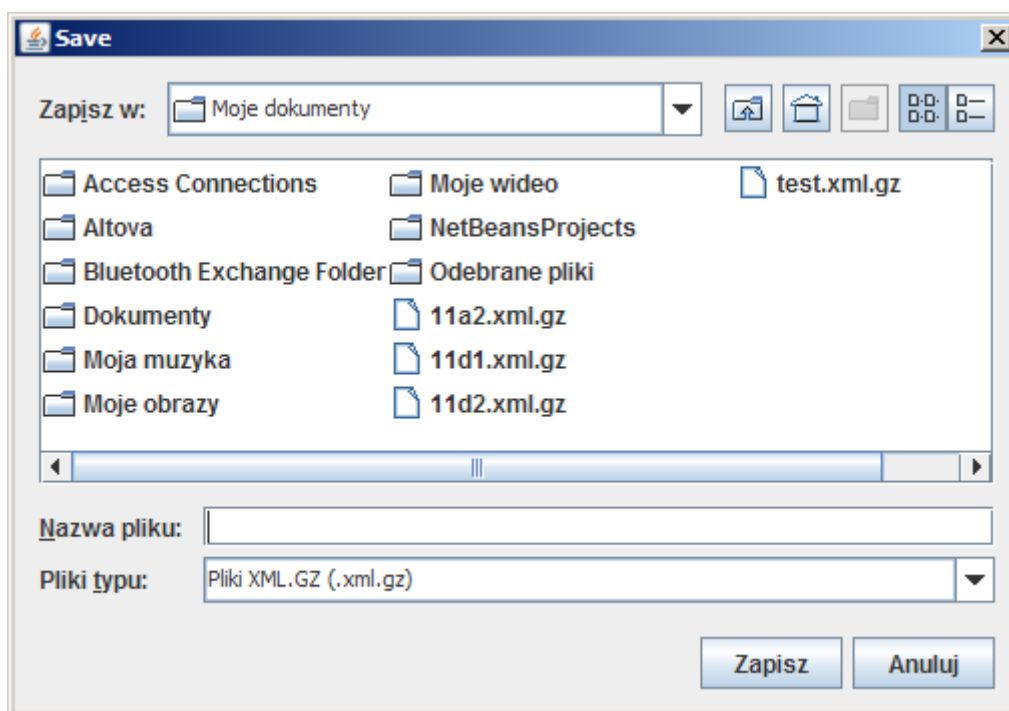 Save
Zapisz w: Moje dokumenty
Access Connections Moje wideo test.xml.gz
Altova NetBeansProjects
Bluetooth Exchange Folder Odebrane pliki
Dokumenty 11a2.xml.gz
Moja muzyka 11d1.xml.gz
Moje obrazy 11d2.xml.gz
Nazwa pliku:
Pliki typu: Pliki XML.GZ (.xml.gz)
Zapisz Anuluj